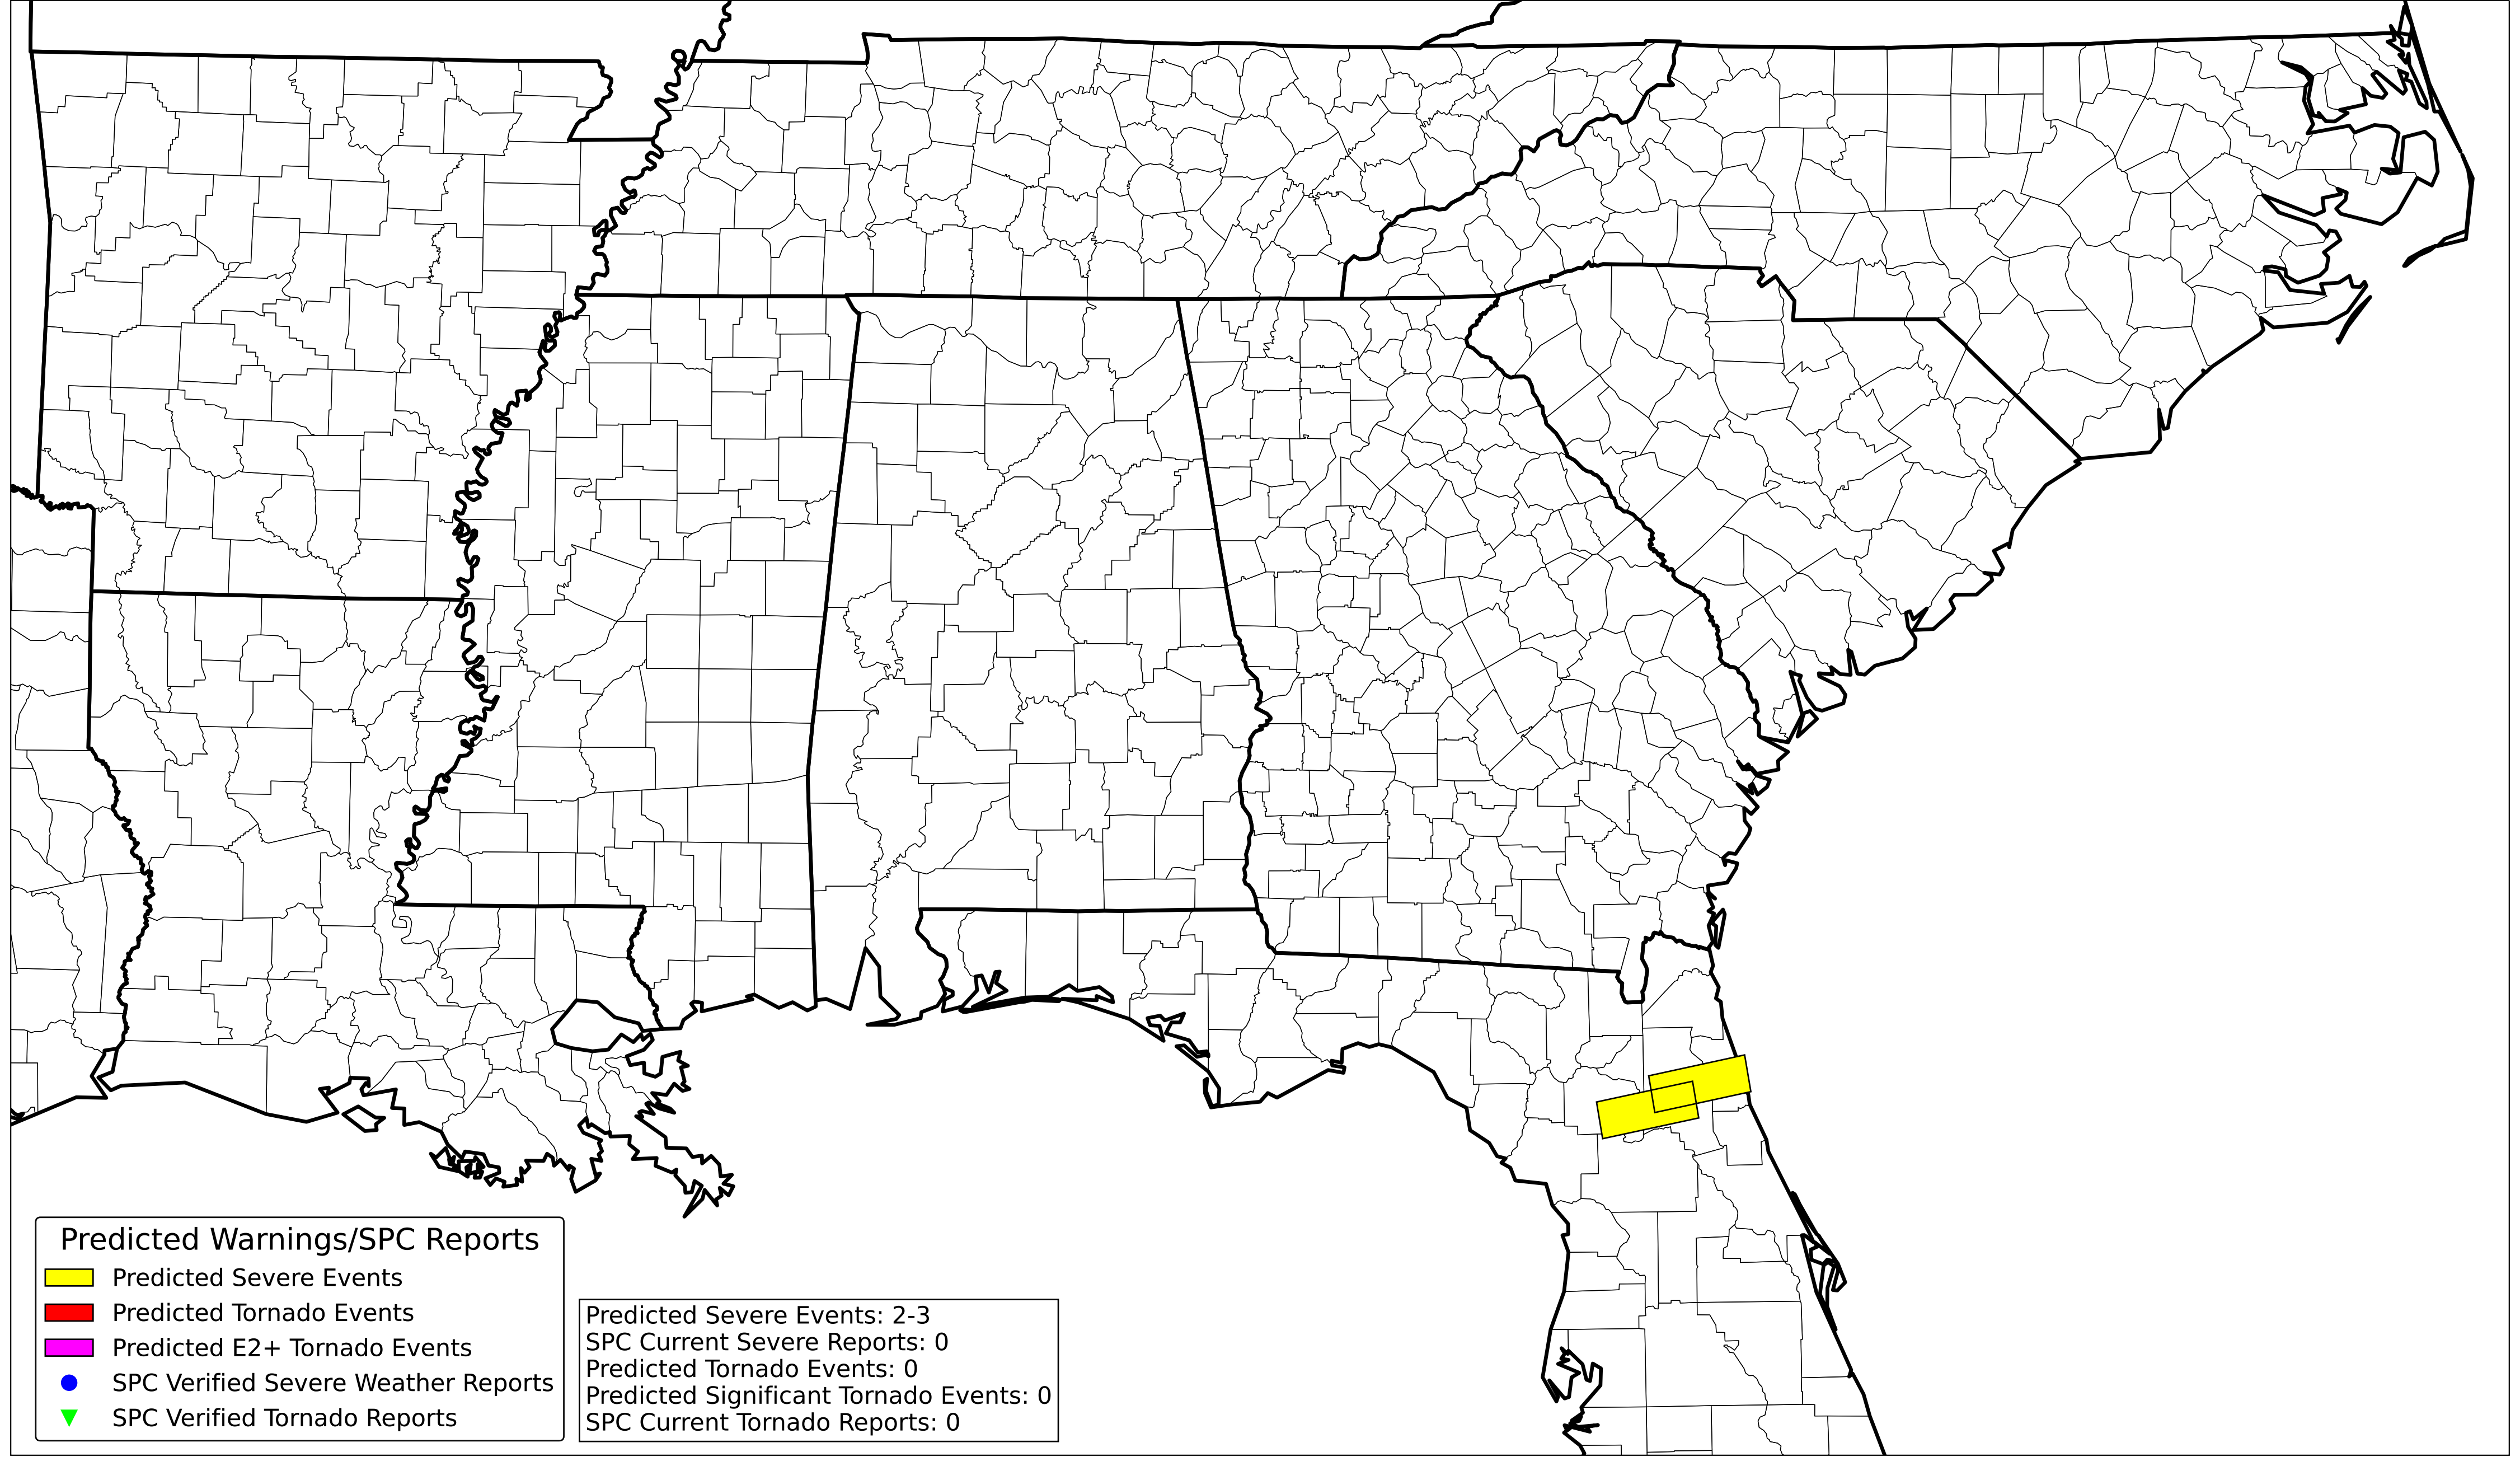 Predicted Warnings/SPC Reports
Predicted Severe Events
Predicted Tornado Events
Predicted E2+ Tornado Events
SPC Verified Severe Weather Reports
SPC Verified Tornado Reports
Predicted Severe Events: 2-3
SPC Current Severe Reports: 0
Predicted Tornado Events: 0
Predicted Significant Tornado Events: 0
SPC Current Tornado Reports: 0